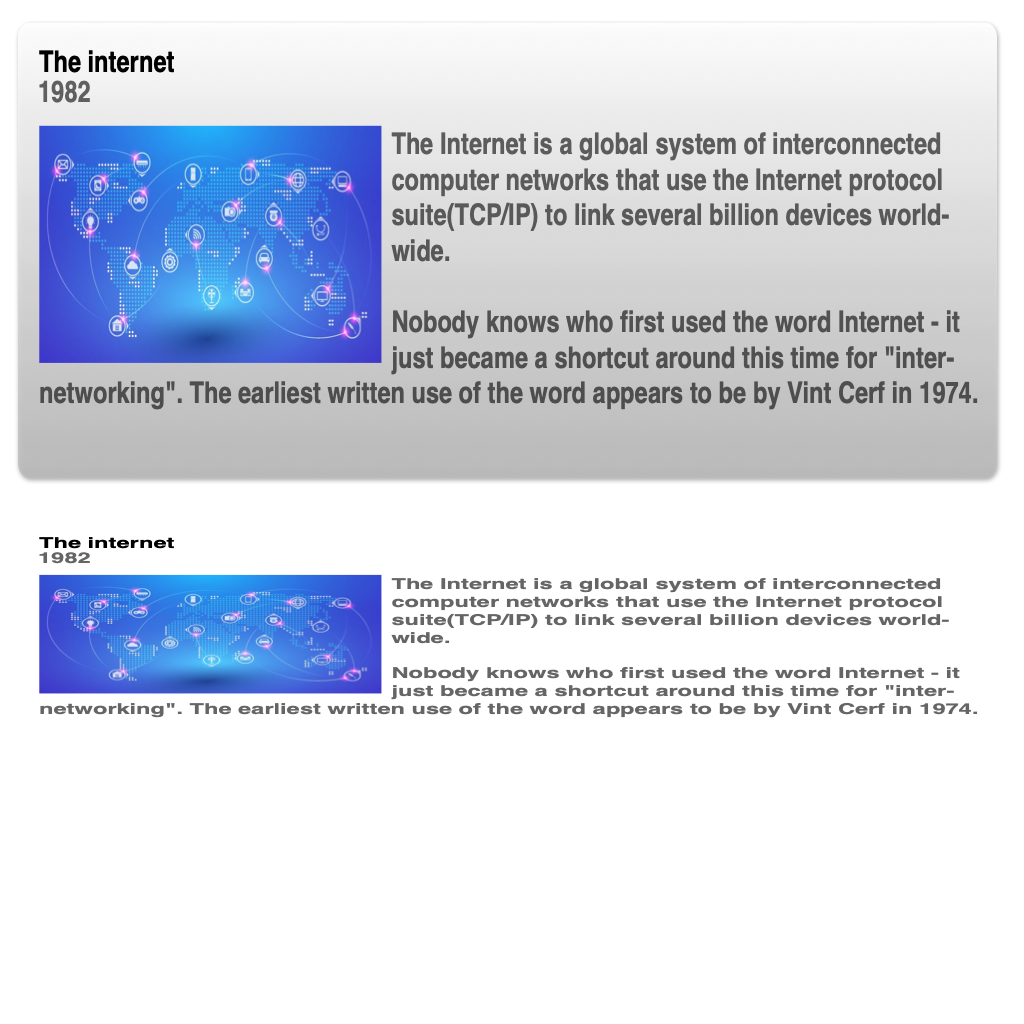 The internet
1982
The Internet is a global system of interconnected
computer networks that use the Internet protocol
suite(TCP/IP) to link several billion devices world-
wide.
Nobody knows who first used the word Internet - it
just became a shortcut around this time for "inter-
networking". The earliest written use of the word appears to be by Vint Cerf in 1974.
The internet
1982
The Internet is a global system of interconnected
computer networks that use the Internet protocol
suite(TCP/IP) to link several billion devices world-
wide.
Nobody knows who first used the word Internet - it
just became a shortcut around this time for "inter-
networking". The earliest written use of the word appears to be by Vint Cerf in 1974.